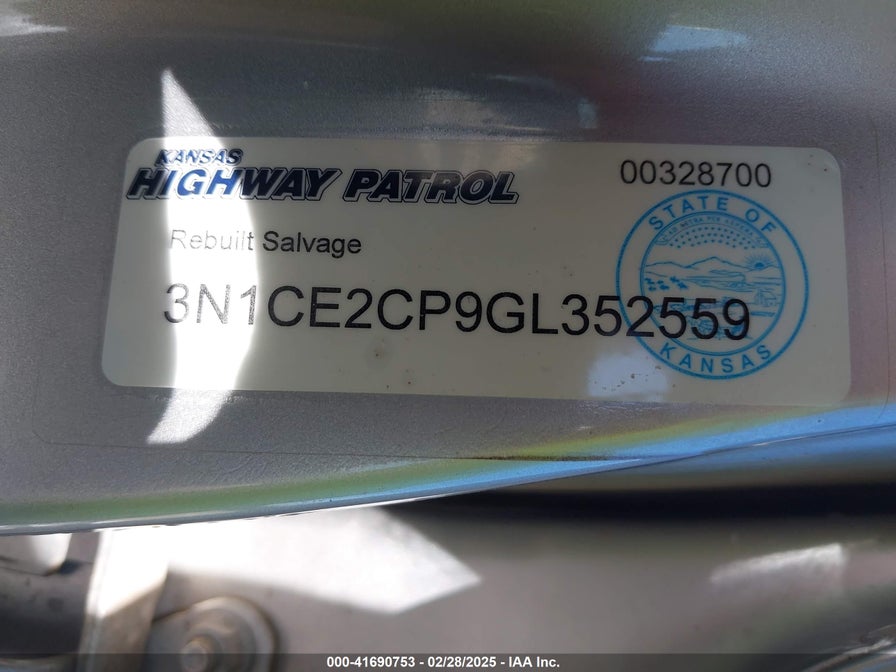 KANSAS
HIGHWAY PATROL
00328700
Rebuilt Salvage
3N1CE2CP9GL352559
STATE OF
KANSAS
000-41690753 – 02/28/2025 – IAA Inc.